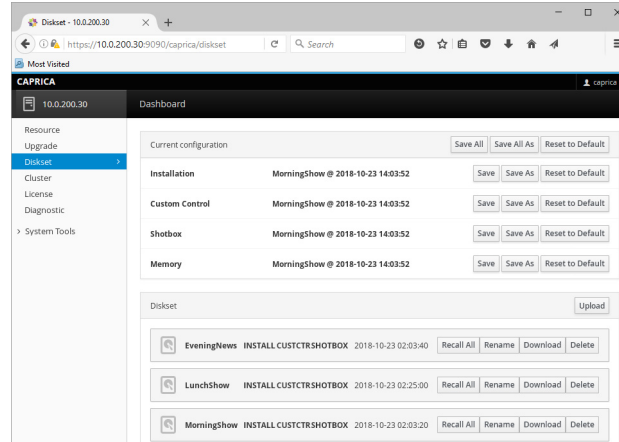 Diskset - 10.0.200.30
https://10.0.200.30:9090/caprica/diskset
Search
Most Visited
CAPRICA
caprica
10.0.200.30
Dashboard
Resource
Upgrade
Diskset
Cluster
License
Diagnostic
System Tools
Current configuration Save All Save All As Reset to Default
Installation MorningShow @ 2018-10-23 14:03:52 Save Save As Reset to Default
Custom Control MorningShow @ 2018-10-23 14:03:52 Save Save As Reset to Default
Shotbox MorningShow @ 2018-10-23 14:03:52 Save Save As Reset to Default
Memory MorningShow @ 2018-10-23 14:03:52 Save Save As Reset to Default
Diskset Upload
EveningNews INSTALL CUSTCTRSHOTBOX 2018-10-23 02:03:40 Recall All Rename Download Delete
LunchShow INSTALL CUSTCTRSHOTBOX 2018-10-23 02:25:00 Recall All Rename Download Delete
MorningShow INSTALL CUSTCTRSHOTBOX 2018-10-23 02:03:20 Recall All Rename Download Delete